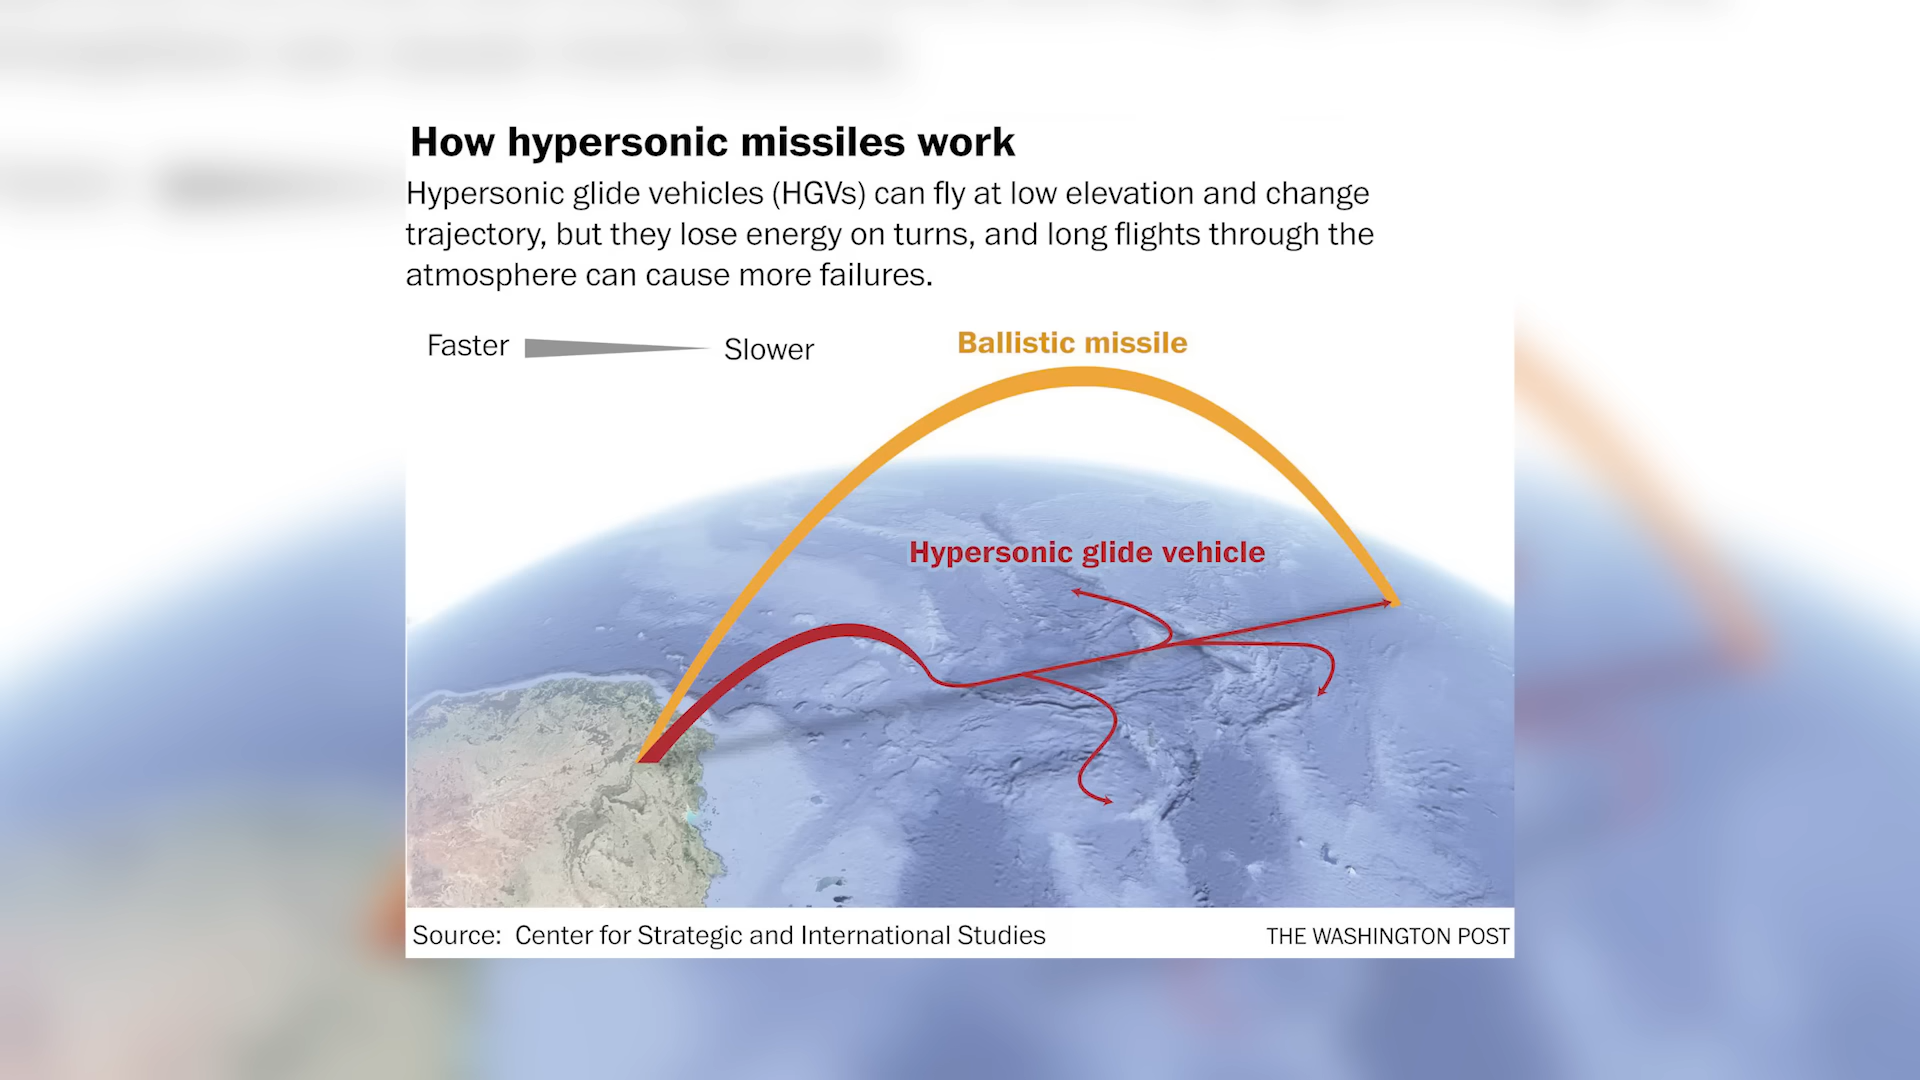 How hypersonic missiles work
Hypersonic glide vehicles (HGVs) can fly at low elevation and change
trajectory, but they lose energy on turns, and long flights through the
atmosphere can cause more failures.
Faster Slower
Ballistic missile
Hypersonic glide vehicle
Source: Center for Strategic and International Studies
THE WASHINGTON POST